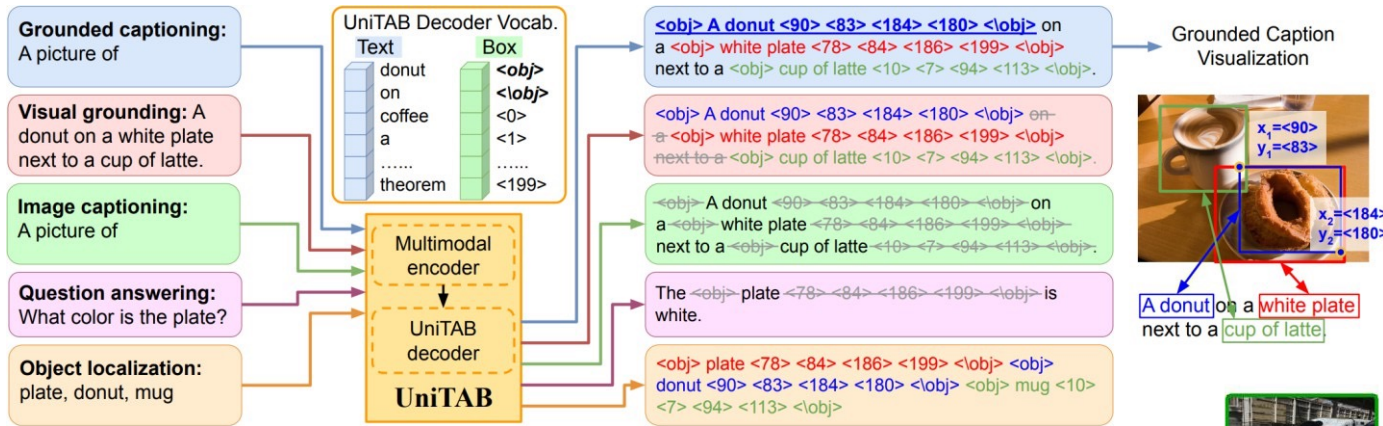 Grounded captioning:
A picture of
Visual grounding: A
donut on a white plate
next to a cup of latte.
Image captioning:
A picture of
Question answering:
What color is the plate?
Object localization:
plate, donut, mug
UniTAB Decoder Vocab.
Text
donut
on
coffee
a
......
theorem
Box
<obj>
<\obj>
<0>
<1>
......
<199>
Multimodal
encoder
UniTAB
decoder
UniTAB
<obj> A donut <90> <83> <184> <180> <\obj> on
a <obj> white plate <78> <84> <186> <199> <\obj>
next to a <obj> cup of latte <10> <7> <94> <113> <\obj>.
<obj> A donut <90> <83> <184> <180> <\obj> on
a <obj> white plate <78> <84> <186> <199> <\obj>
next to a <obj> cup of latte <10> <7> <94> <113> <\obj>.
<obj> A donut <90> <83> <184> <180> <\obj> on
a <obj> white plate <78> <84> <186> <199> <\obj>
next to a <obj> cup of latte <10> <7> <94> <113> <\obj>.
The <obj> plate <78> <84> <186> <199> <\obj> is
white.
<obj> plate <78> <84> <186> <199> <\obj> <obj>
donut <90> <83> <184> <180> <\obj> <obj> mug <10>
<7> <94> <113> <\obj>
Grounded Caption
Visualization
x1=<90>
y1=<83>
x2=<184>
y2=<180>
A donut on a white plate
next to a cup of latte.